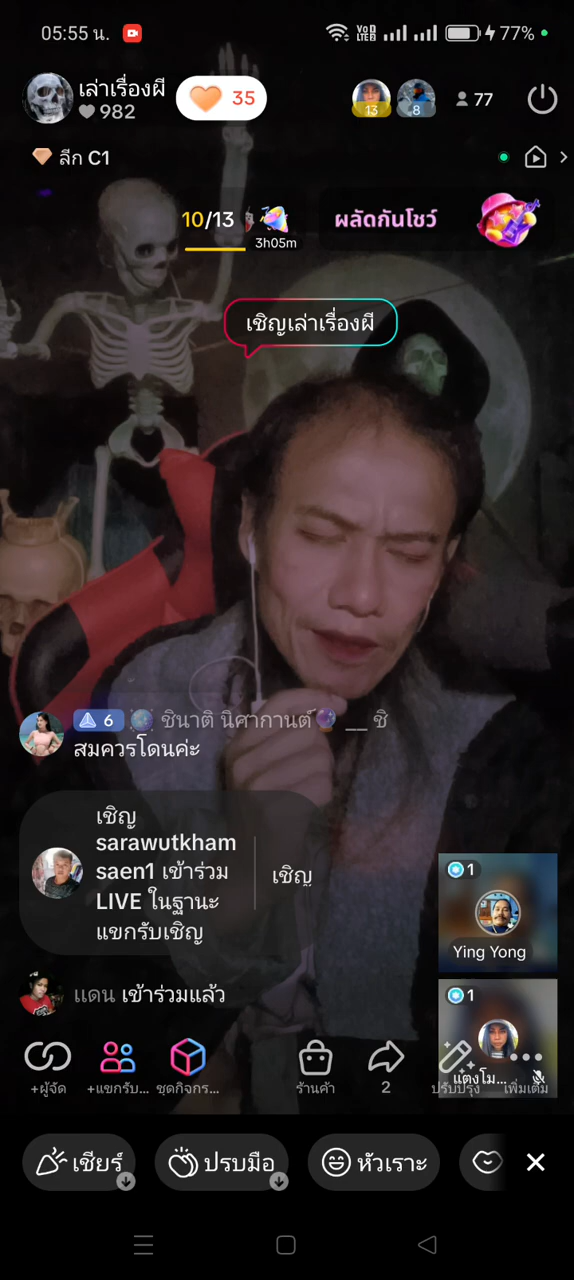 05:55 น.
VoD LTE2
77%
เล่าเรื่องผี
982
35
13
8
77
ลีก C1
10/13
3h05m
ผลัดกันโชว์
เชิญเล่าเรื่องผี
6 ชินาติ นิศากานต์ __ ชิ
สมควรโดนค่ะ
เชิญ
sarawutkham
saen1 เข้าร่วม
LIVE ในฐานะ
แขกรับเชิญ
เชิญ
1
Ying Yong
1
แตงโม...
แดน เข้าร่วมแล้ว
+ผู้จัด
+แขกรับ...
ชุดกิจกร...
ร้านค้า
2
ปรับปรุง
เพิ่มเติม
เชียร์
ปรบมือ
หัวเราะ